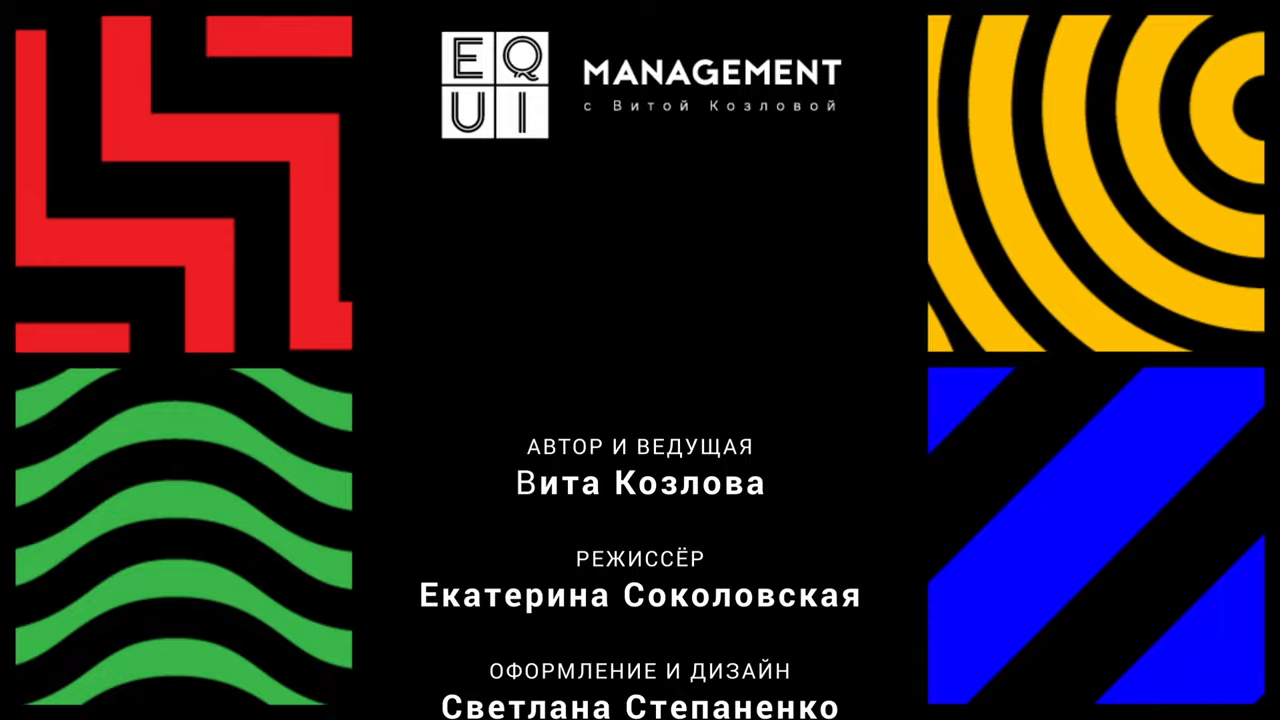 EQ
UI
MANAGEMENT
с Витой Козловой
АВТОР И ВЕДУЩАЯ
Вита Козлова
РЕЖИССЁР
Екатерина Соколовская
ОФОРМЛЕНИЕ И ДИЗАЙН
Светлана Степаненко